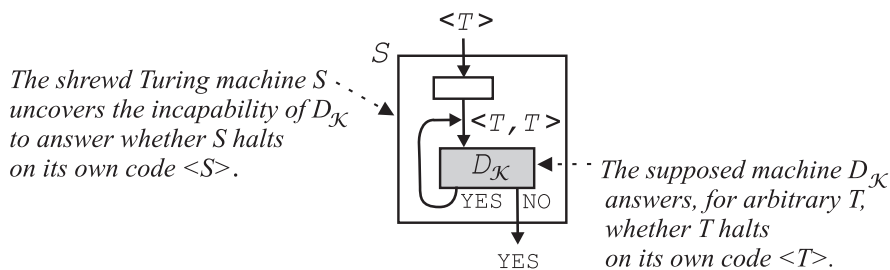 <T>
S
The shrewd Turing machine S
uncovers the incapability of D𝒦
to answer whether S halts
on its own code <S>.
<T, T>
D𝒦
YES NO
YES
The supposed machine D𝒦
answers, for arbitrary T,
whether T halts
on its own code <T>.